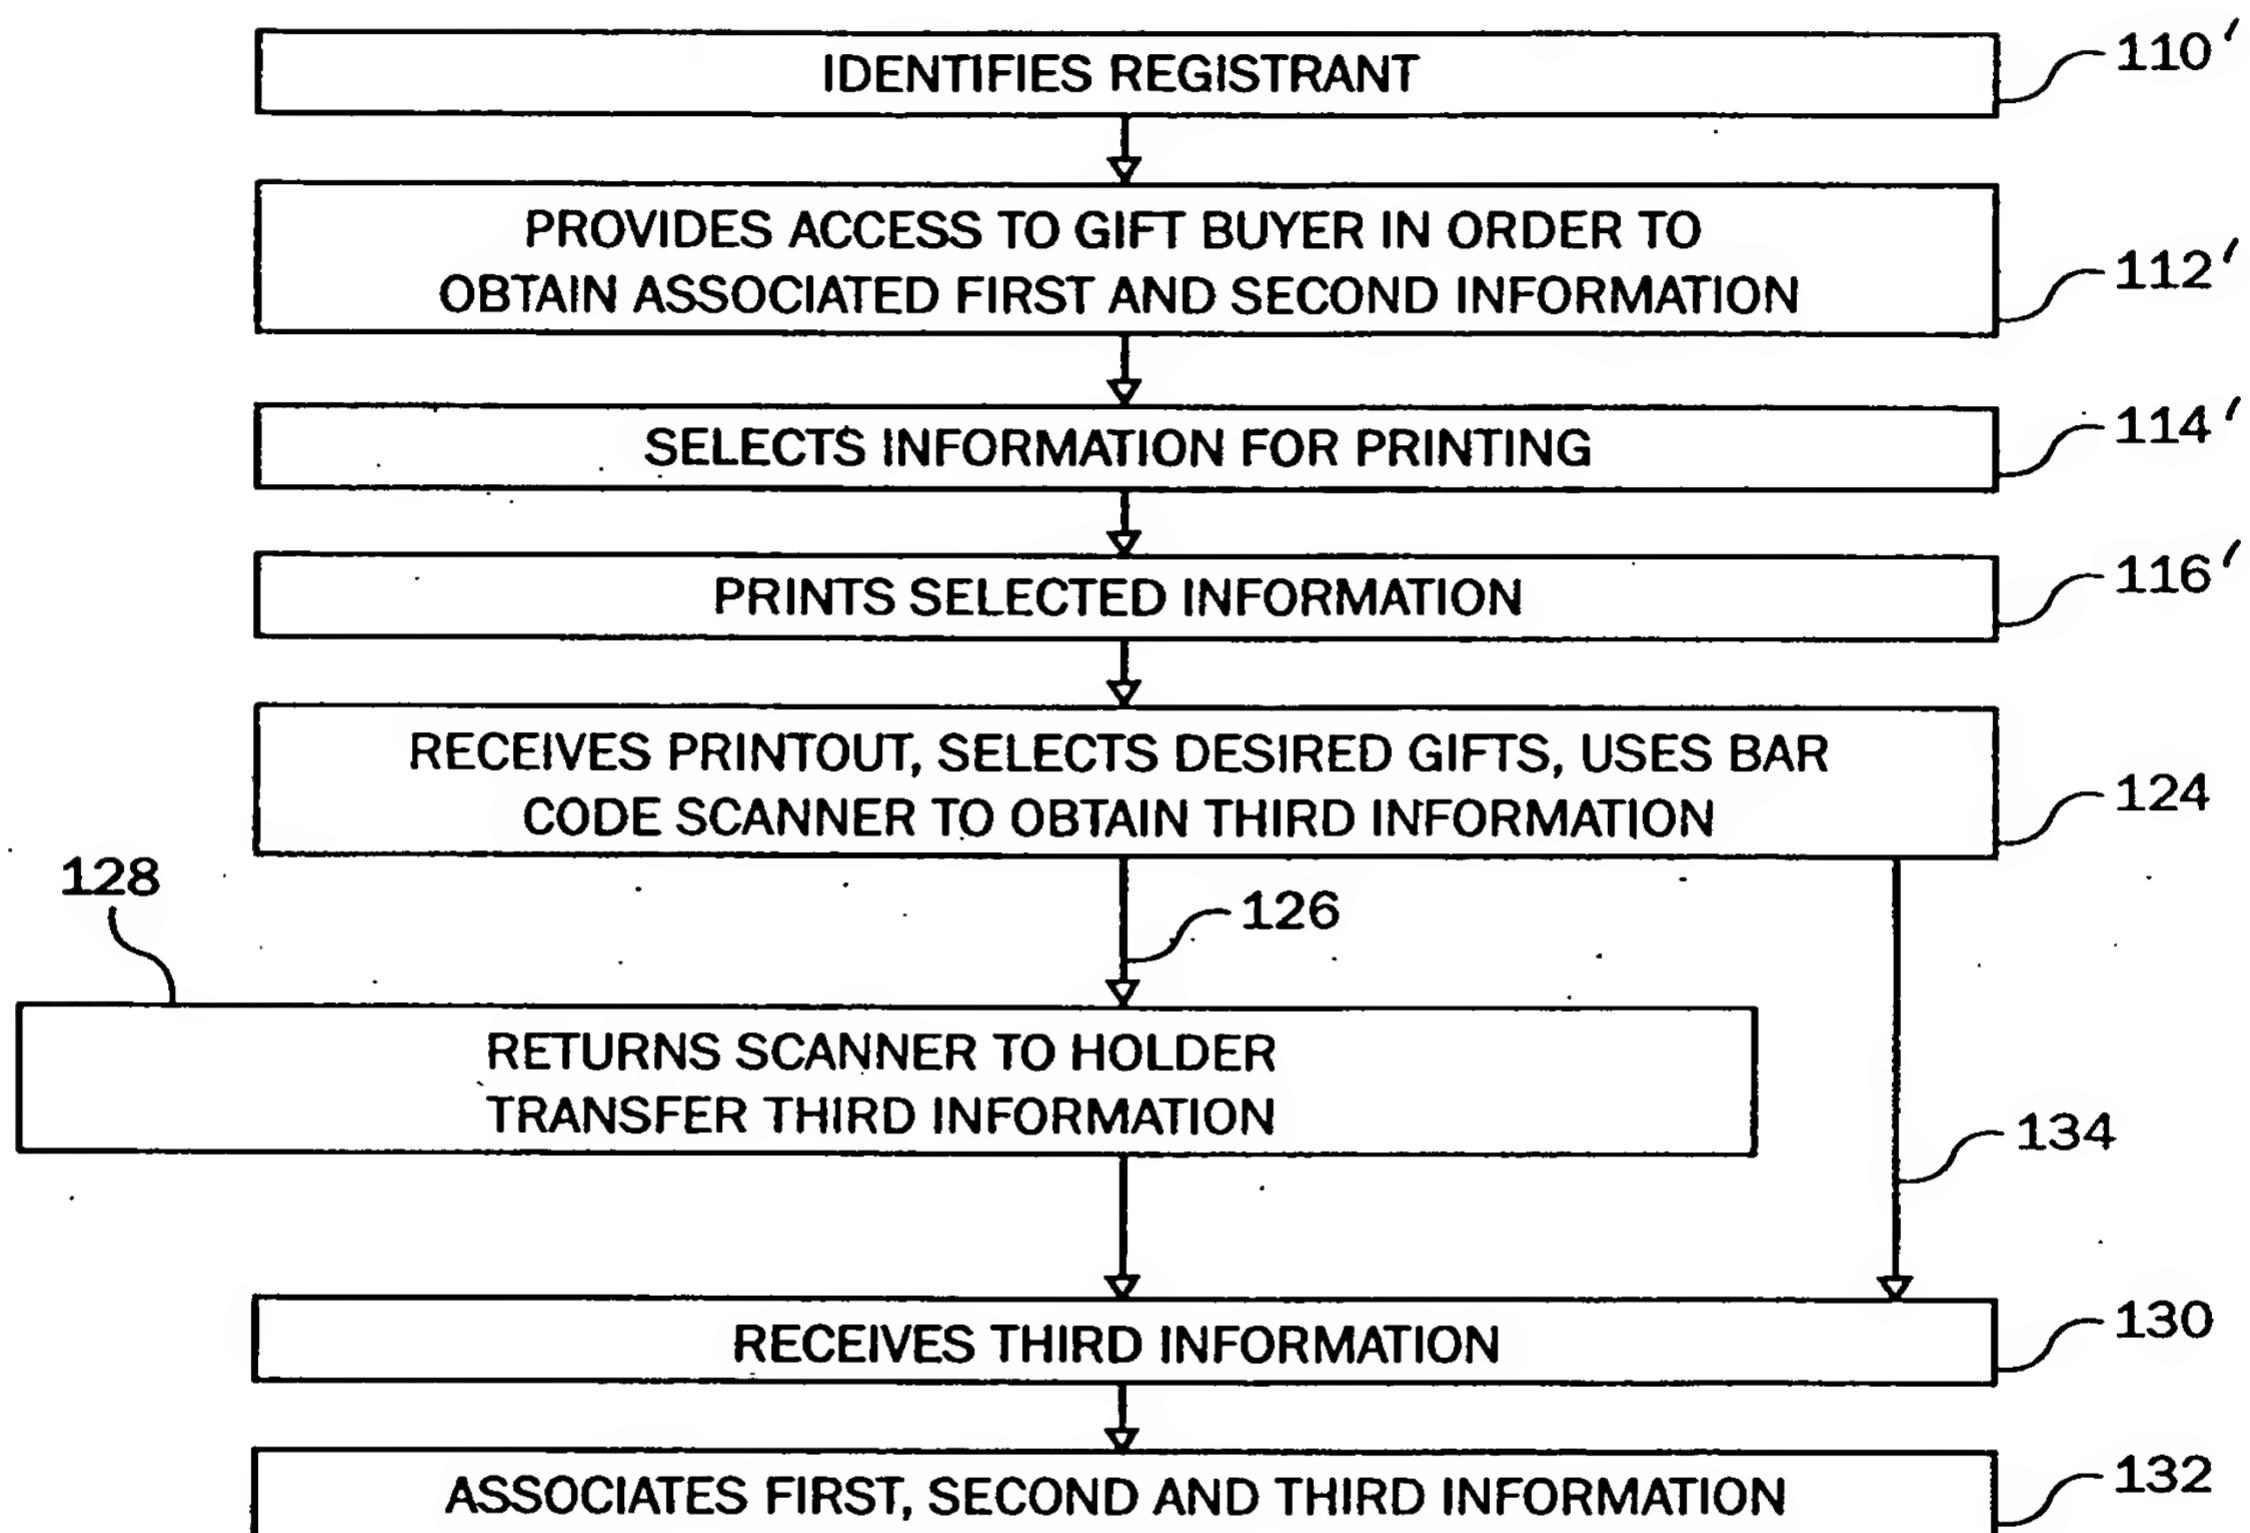 IDENTIFIES REGISTRANT
110'
PROVIDES ACCESS TO GIFT BUYER IN ORDER TO
OBTAIN ASSOCIATED FIRST AND SECOND INFORMATION
112'
SELECTS INFORMATION FOR PRINTING
114'
PRINTS SELECTED INFORMATION
116'
RECEIVES PRINTOUT, SELECTS DESIRED GIFTS, USES BAR
CODE SCANNER TO OBTAIN THIRD INFORMATION
124
128
126
RETURNS SCANNER TO HOLDER
TRANSFER THIRD INFORMATION
134
RECEIVES THIRD INFORMATION
130
ASSOCIATES FIRST, SECOND AND THIRD INFORMATION
132